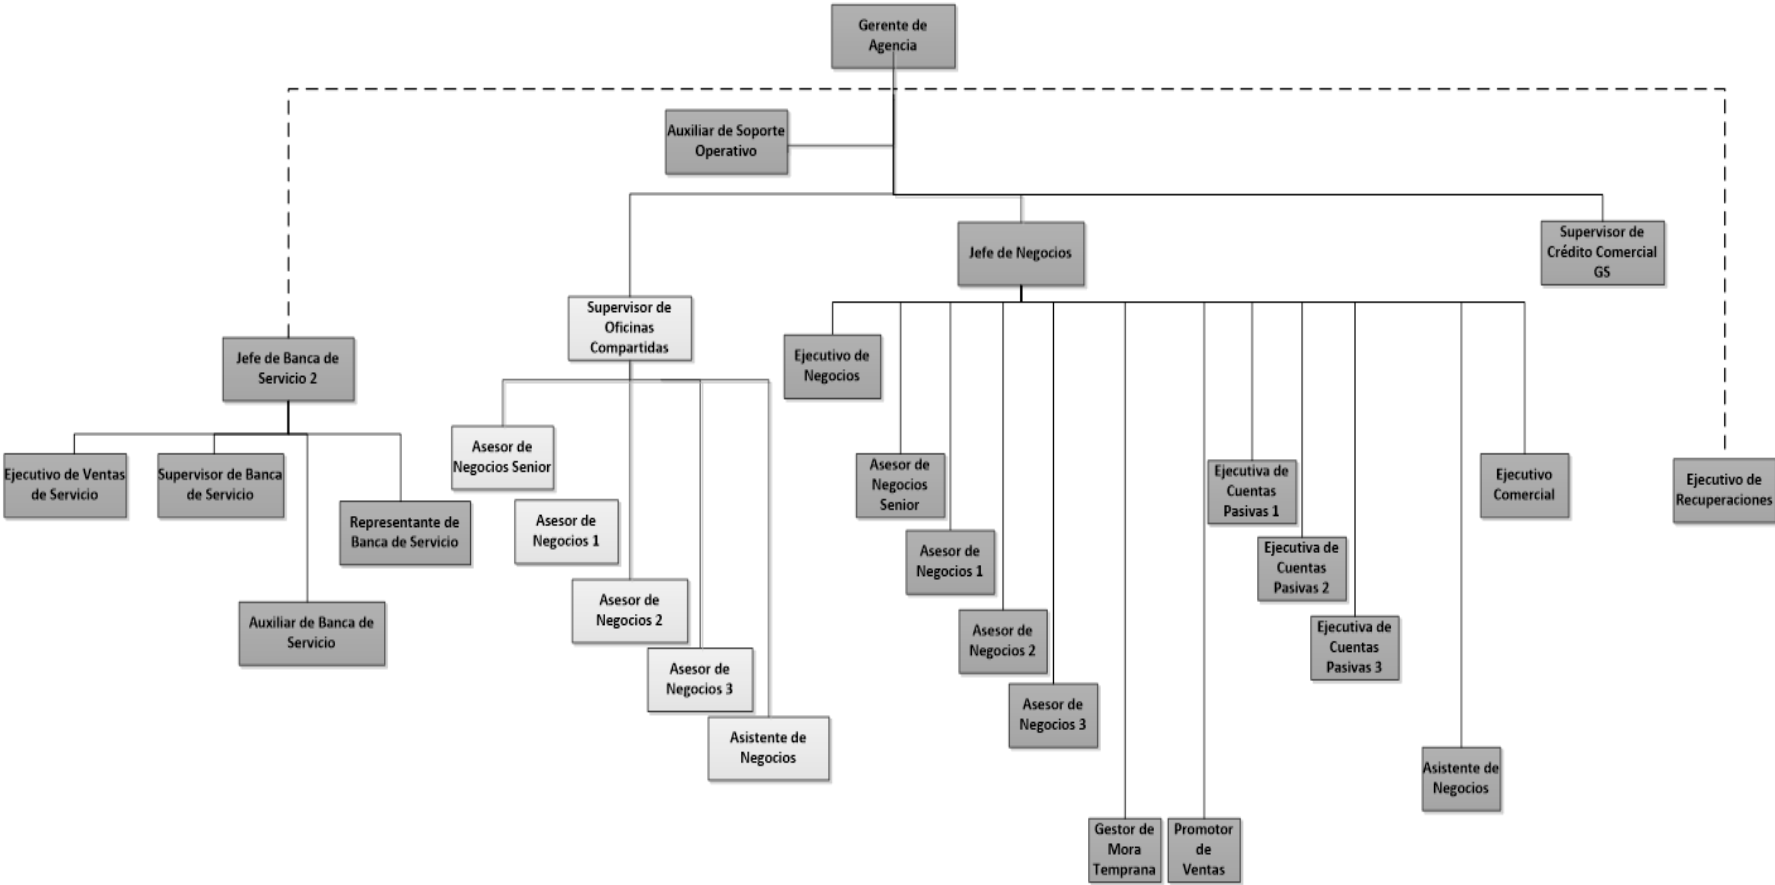 Gerente de
Agencia
Auxiliar de Soporte
Operativo
Jefe de Negocios
Supervisor de
Crédito Comercial
GS
Supervisor de
Oficinas
Compartidas
Jefe de Banca de
Servicio 2
Ejecutivo de
Negocios
Ejecutivo de Ventas
de Servicio
Supervisor de Banca
de Servicio
Representante de
Banca de Servicio
Auxiliar de Banca de
Servicio
Asesor de
Negocios Senior
Asesor de
Negocios 1
Asesor de
Negocios 2
Asesor de
Negocios 3
Asistente de
Negocios
Asesor de
Negocios
Senior
Asesor de
Negocios 1
Asesor de
Negocios 2
Asesor de
Negocios 3
Gestor de
Mora
Temprana
Promotor
de
Ventas
Ejecutiva de
Cuentas
Pasivas 1
Ejecutiva de
Cuentas
Pasivas 2
Ejecutiva de
Cuentas
Pasivas 3
Asistente de
Negocios
Ejecutivo
Comercial
Ejecutivo de
Recuperaciones